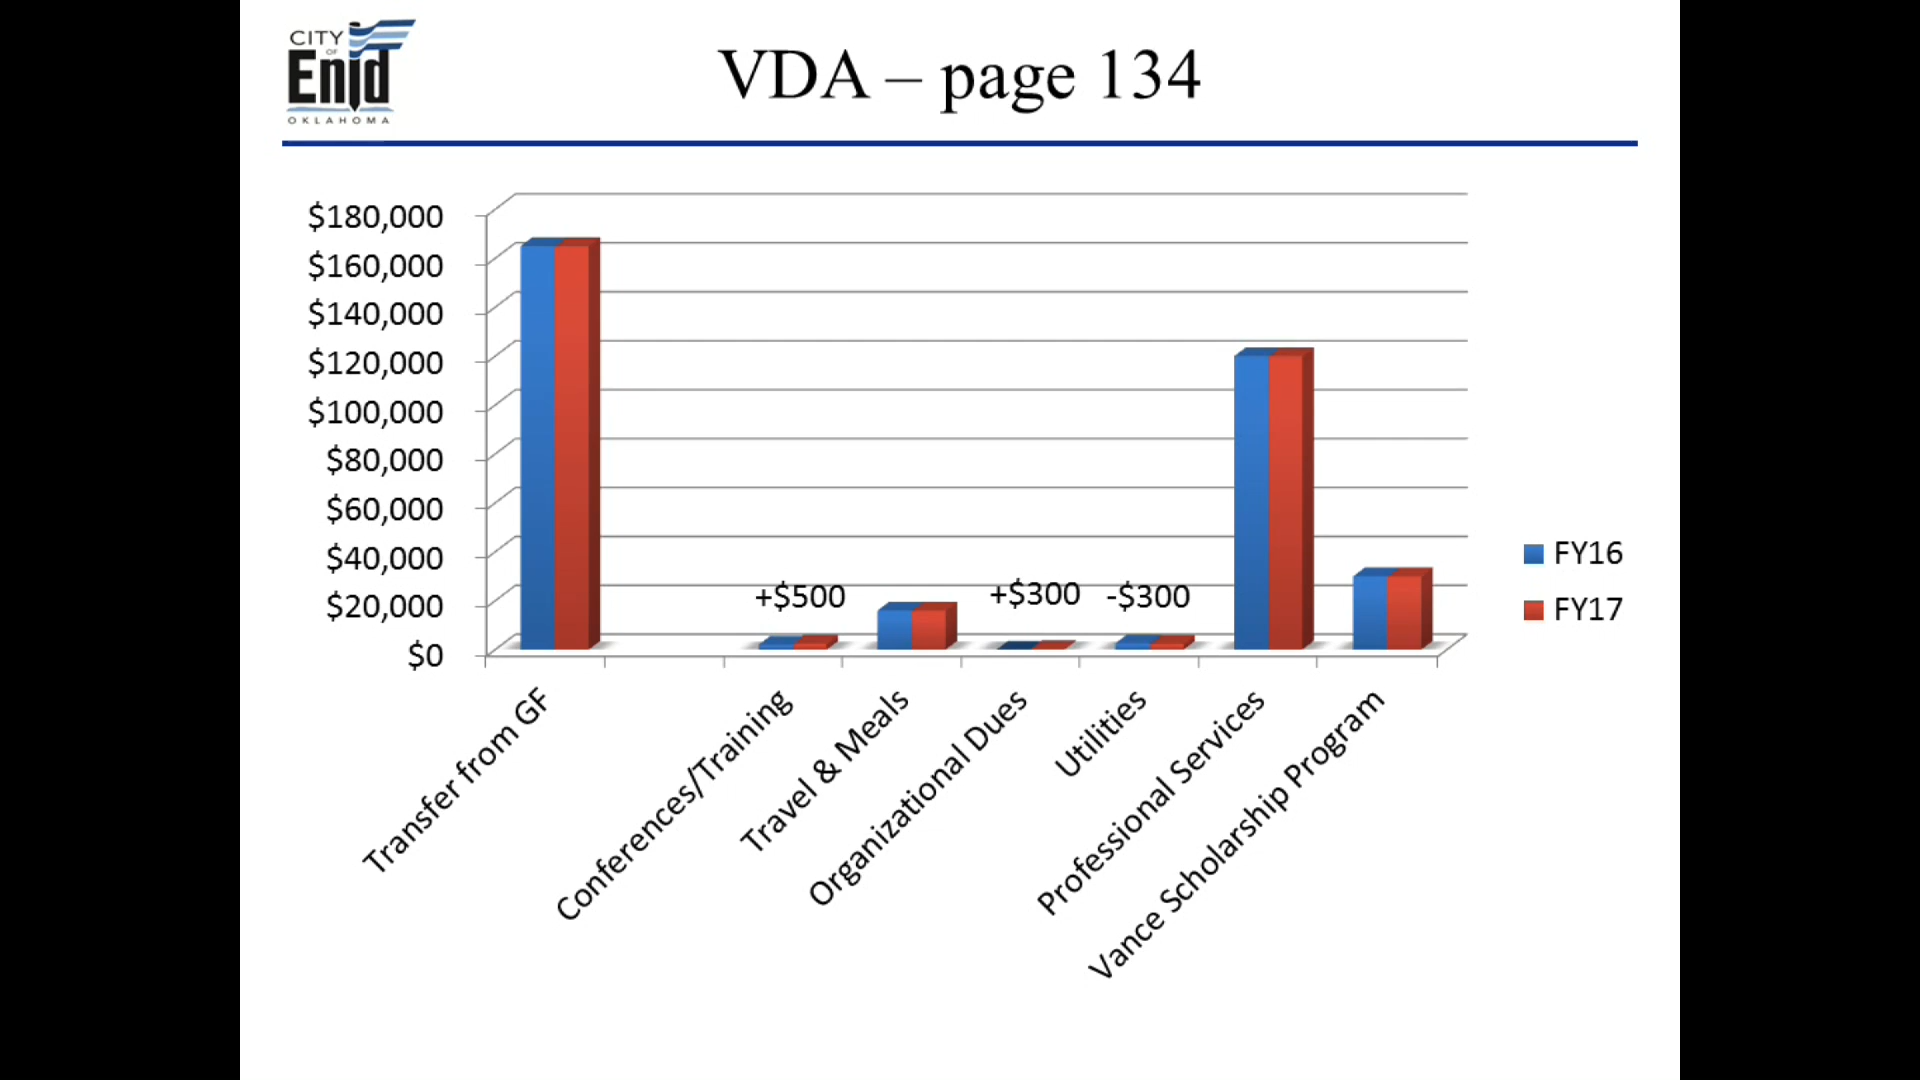 CITY
OF
Enid
OKLAHOMA
VDA – page 134
$180,000
$160,000
$140,000
$120,000
$100,000
$80,000
$60,000
$40,000
$20,000
$0
+$500
+$300
-$300
Transfer from GF
Conferences/Training
Travel & Meals
Organizational Dues
Utilities
Professional Services
Vance Scholarship Program
FY16
FY17